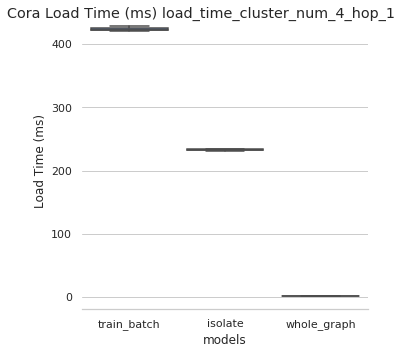 Cora Load Time (ms) load_time_cluster_num_4_hop_1
400
300
200
100
0
Load Time (ms)
train_batch isolate whole_graph
models